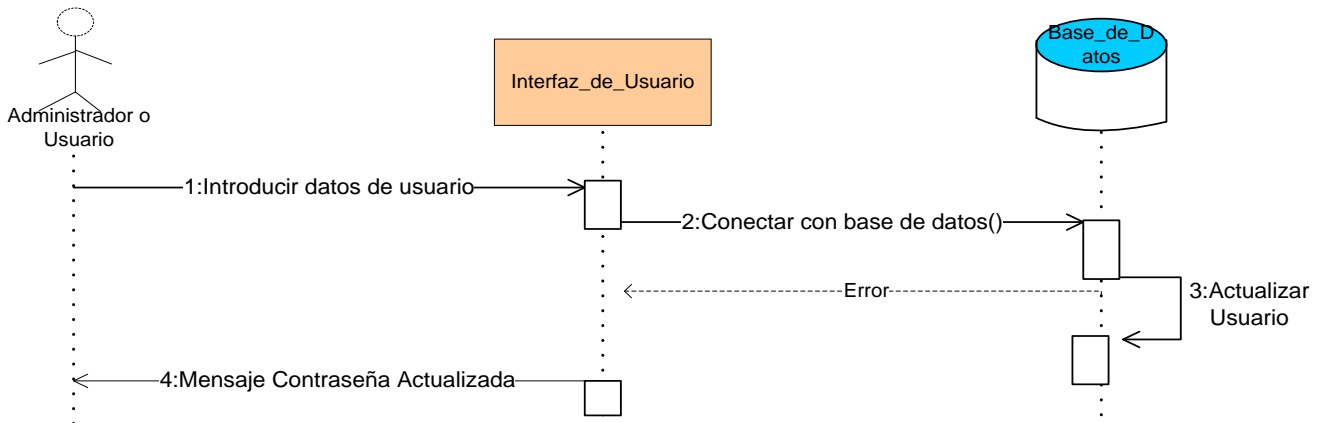 Administrador o
Usuario
Interfaz_de_Usuario
Base_de_D
atos
1:Introducir datos de usuario
2:Conectar con base de datos()
Error
3:Actualizar
Usuario
4:Mensaje Contraseña Actualizada